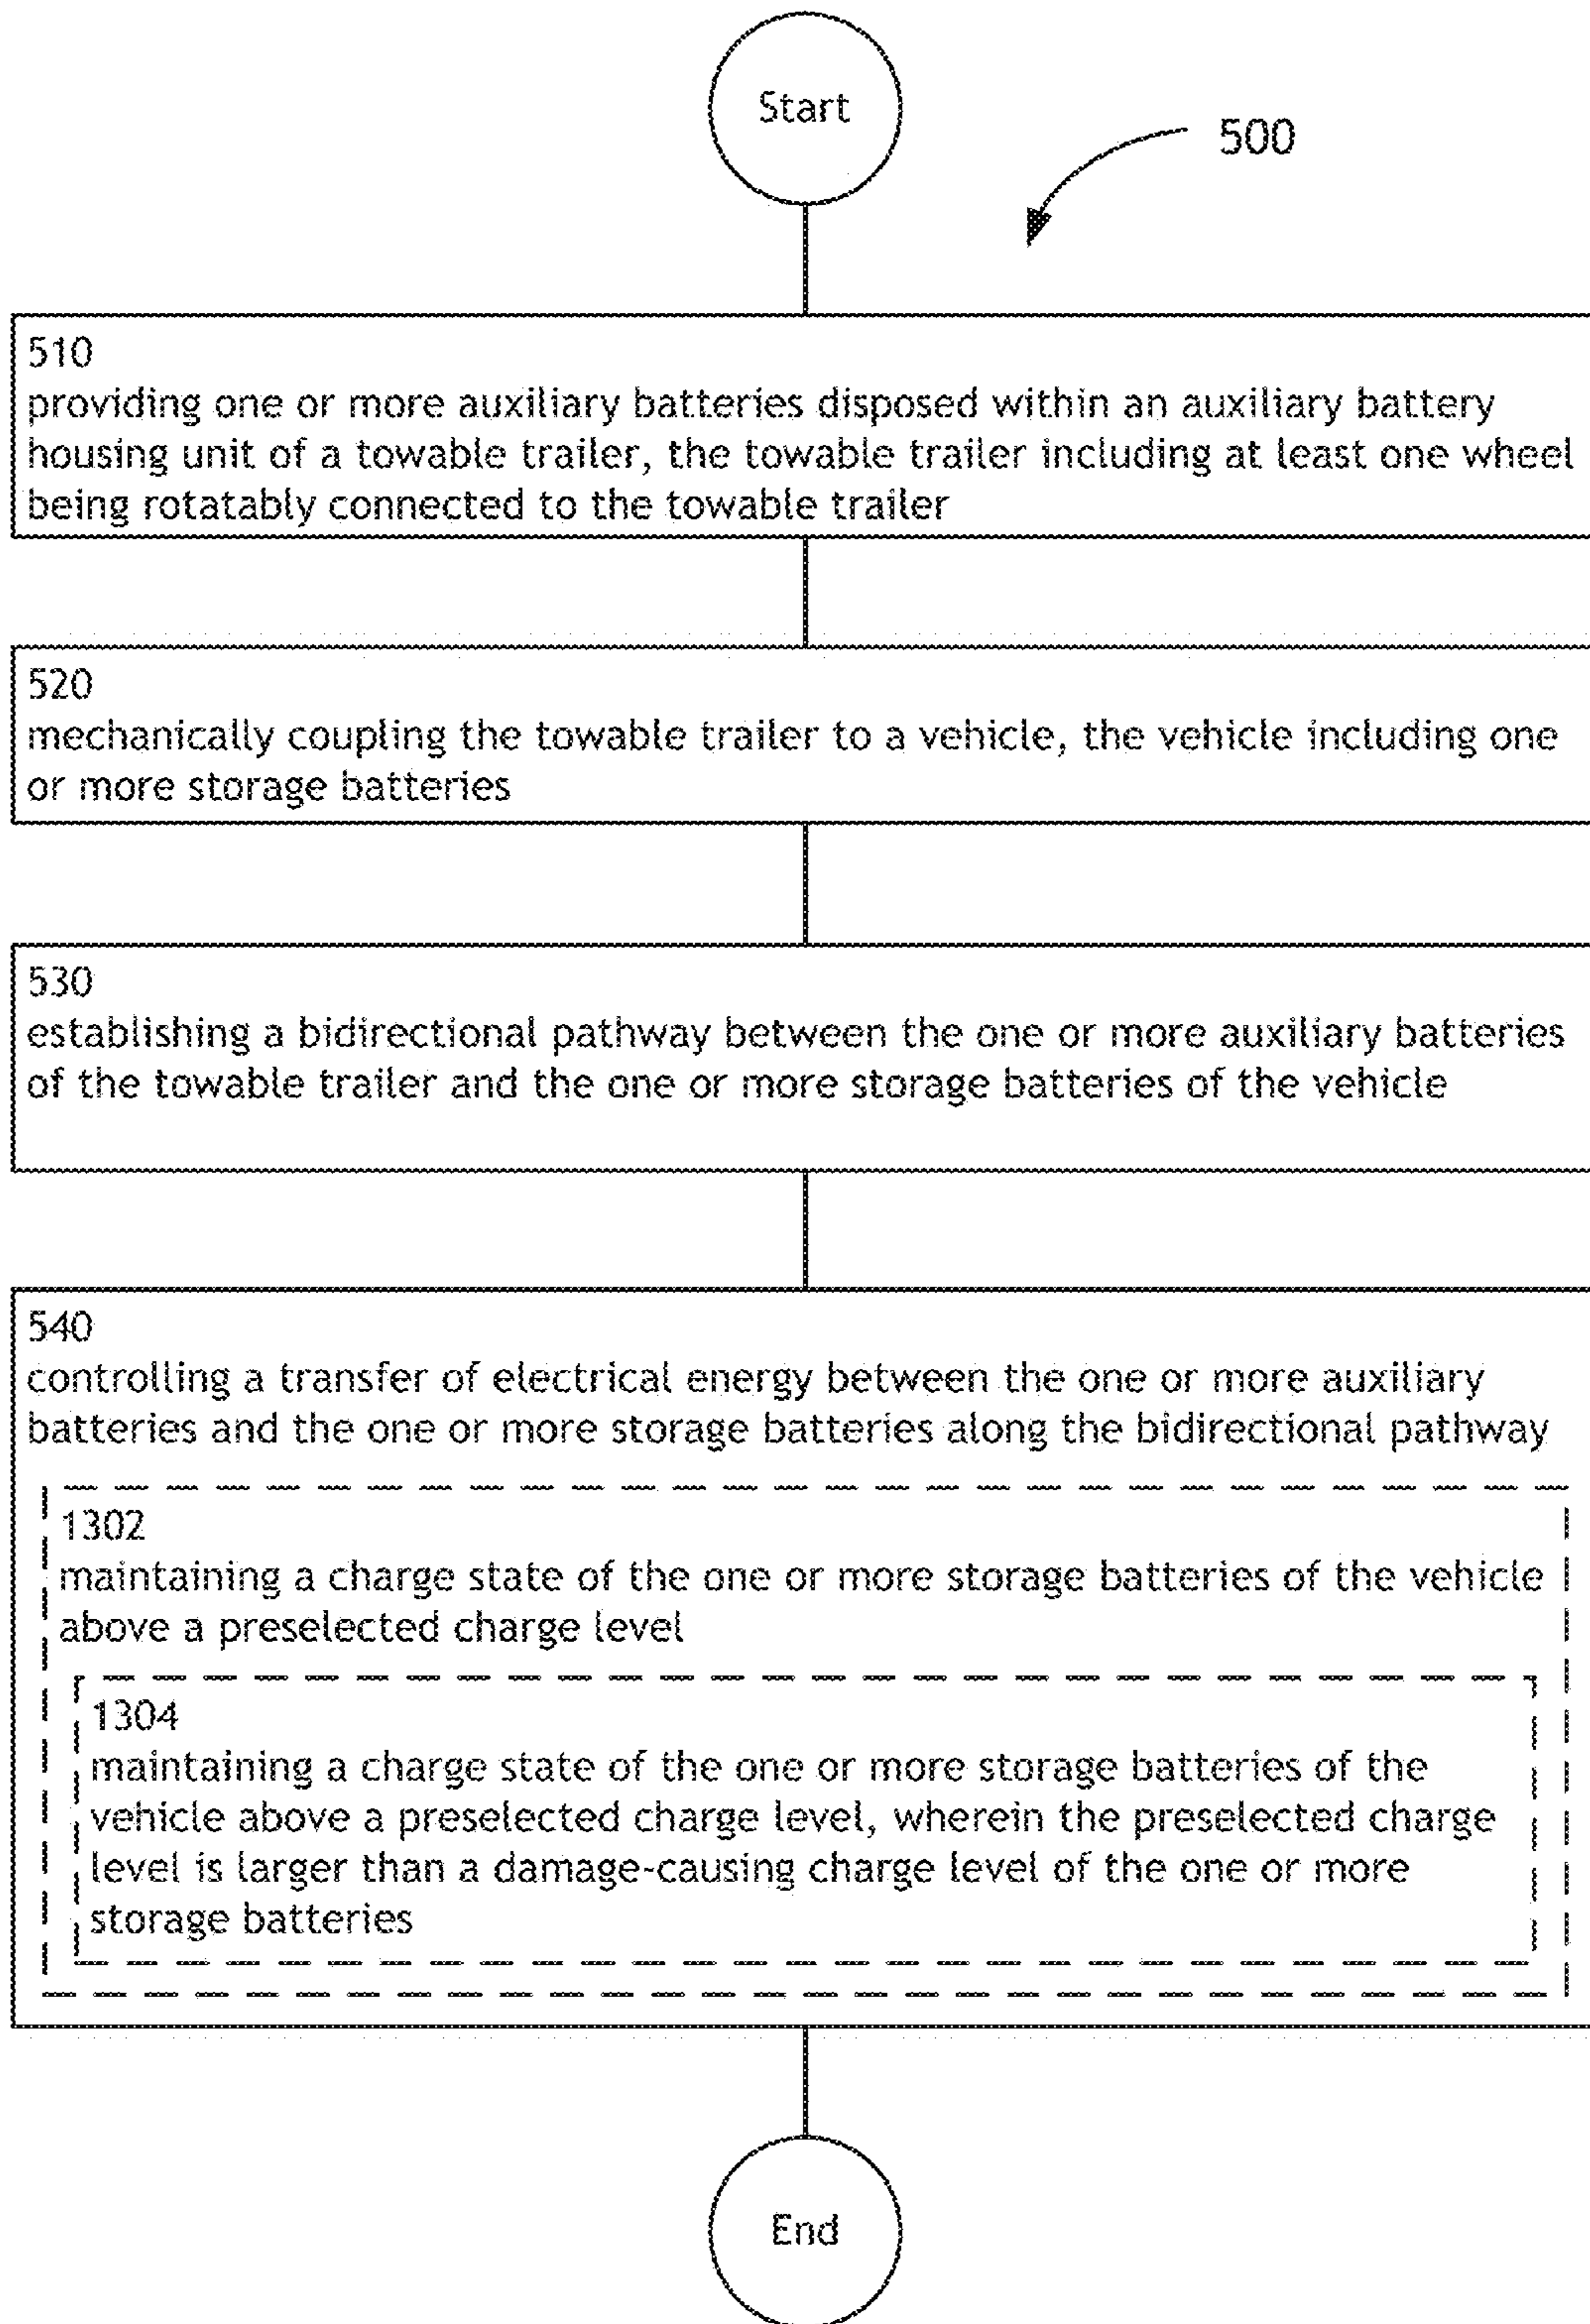 Start
500
510
providing one or more auxiliary batteries disposed within an auxiliary battery
housing unit of a towable trailer, the towable trailer including at least one wheel
being rotatably connected to the towable trailer
520
mechanically coupling the towable trailer to a vehicle, the vehicle including one
or more storage batteries
530
establishing a bidirectional pathway between the one or more auxiliary batteries
of the towable trailer and the one or more storage batteries of the vehicle
540
controlling a transfer of electrical energy between the one or more auxiliary
batteries and the one or more storage batteries along the bidirectional pathway
1302
maintaining a charge state of the one or more storage batteries of the vehicle
above a preselected charge level
1304
maintaining a charge state of the one or more storage batteries of the
vehicle above a preselected charge level, wherein the preselected charge
level is larger than a damage-causing charge level of the one or more
storage batteries
End